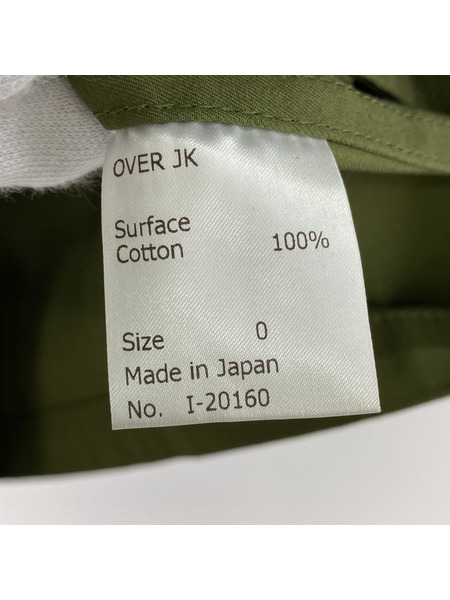 OVER JK
Surface
Cotton 100%
Size 0
Made in Japan
No. I-20160